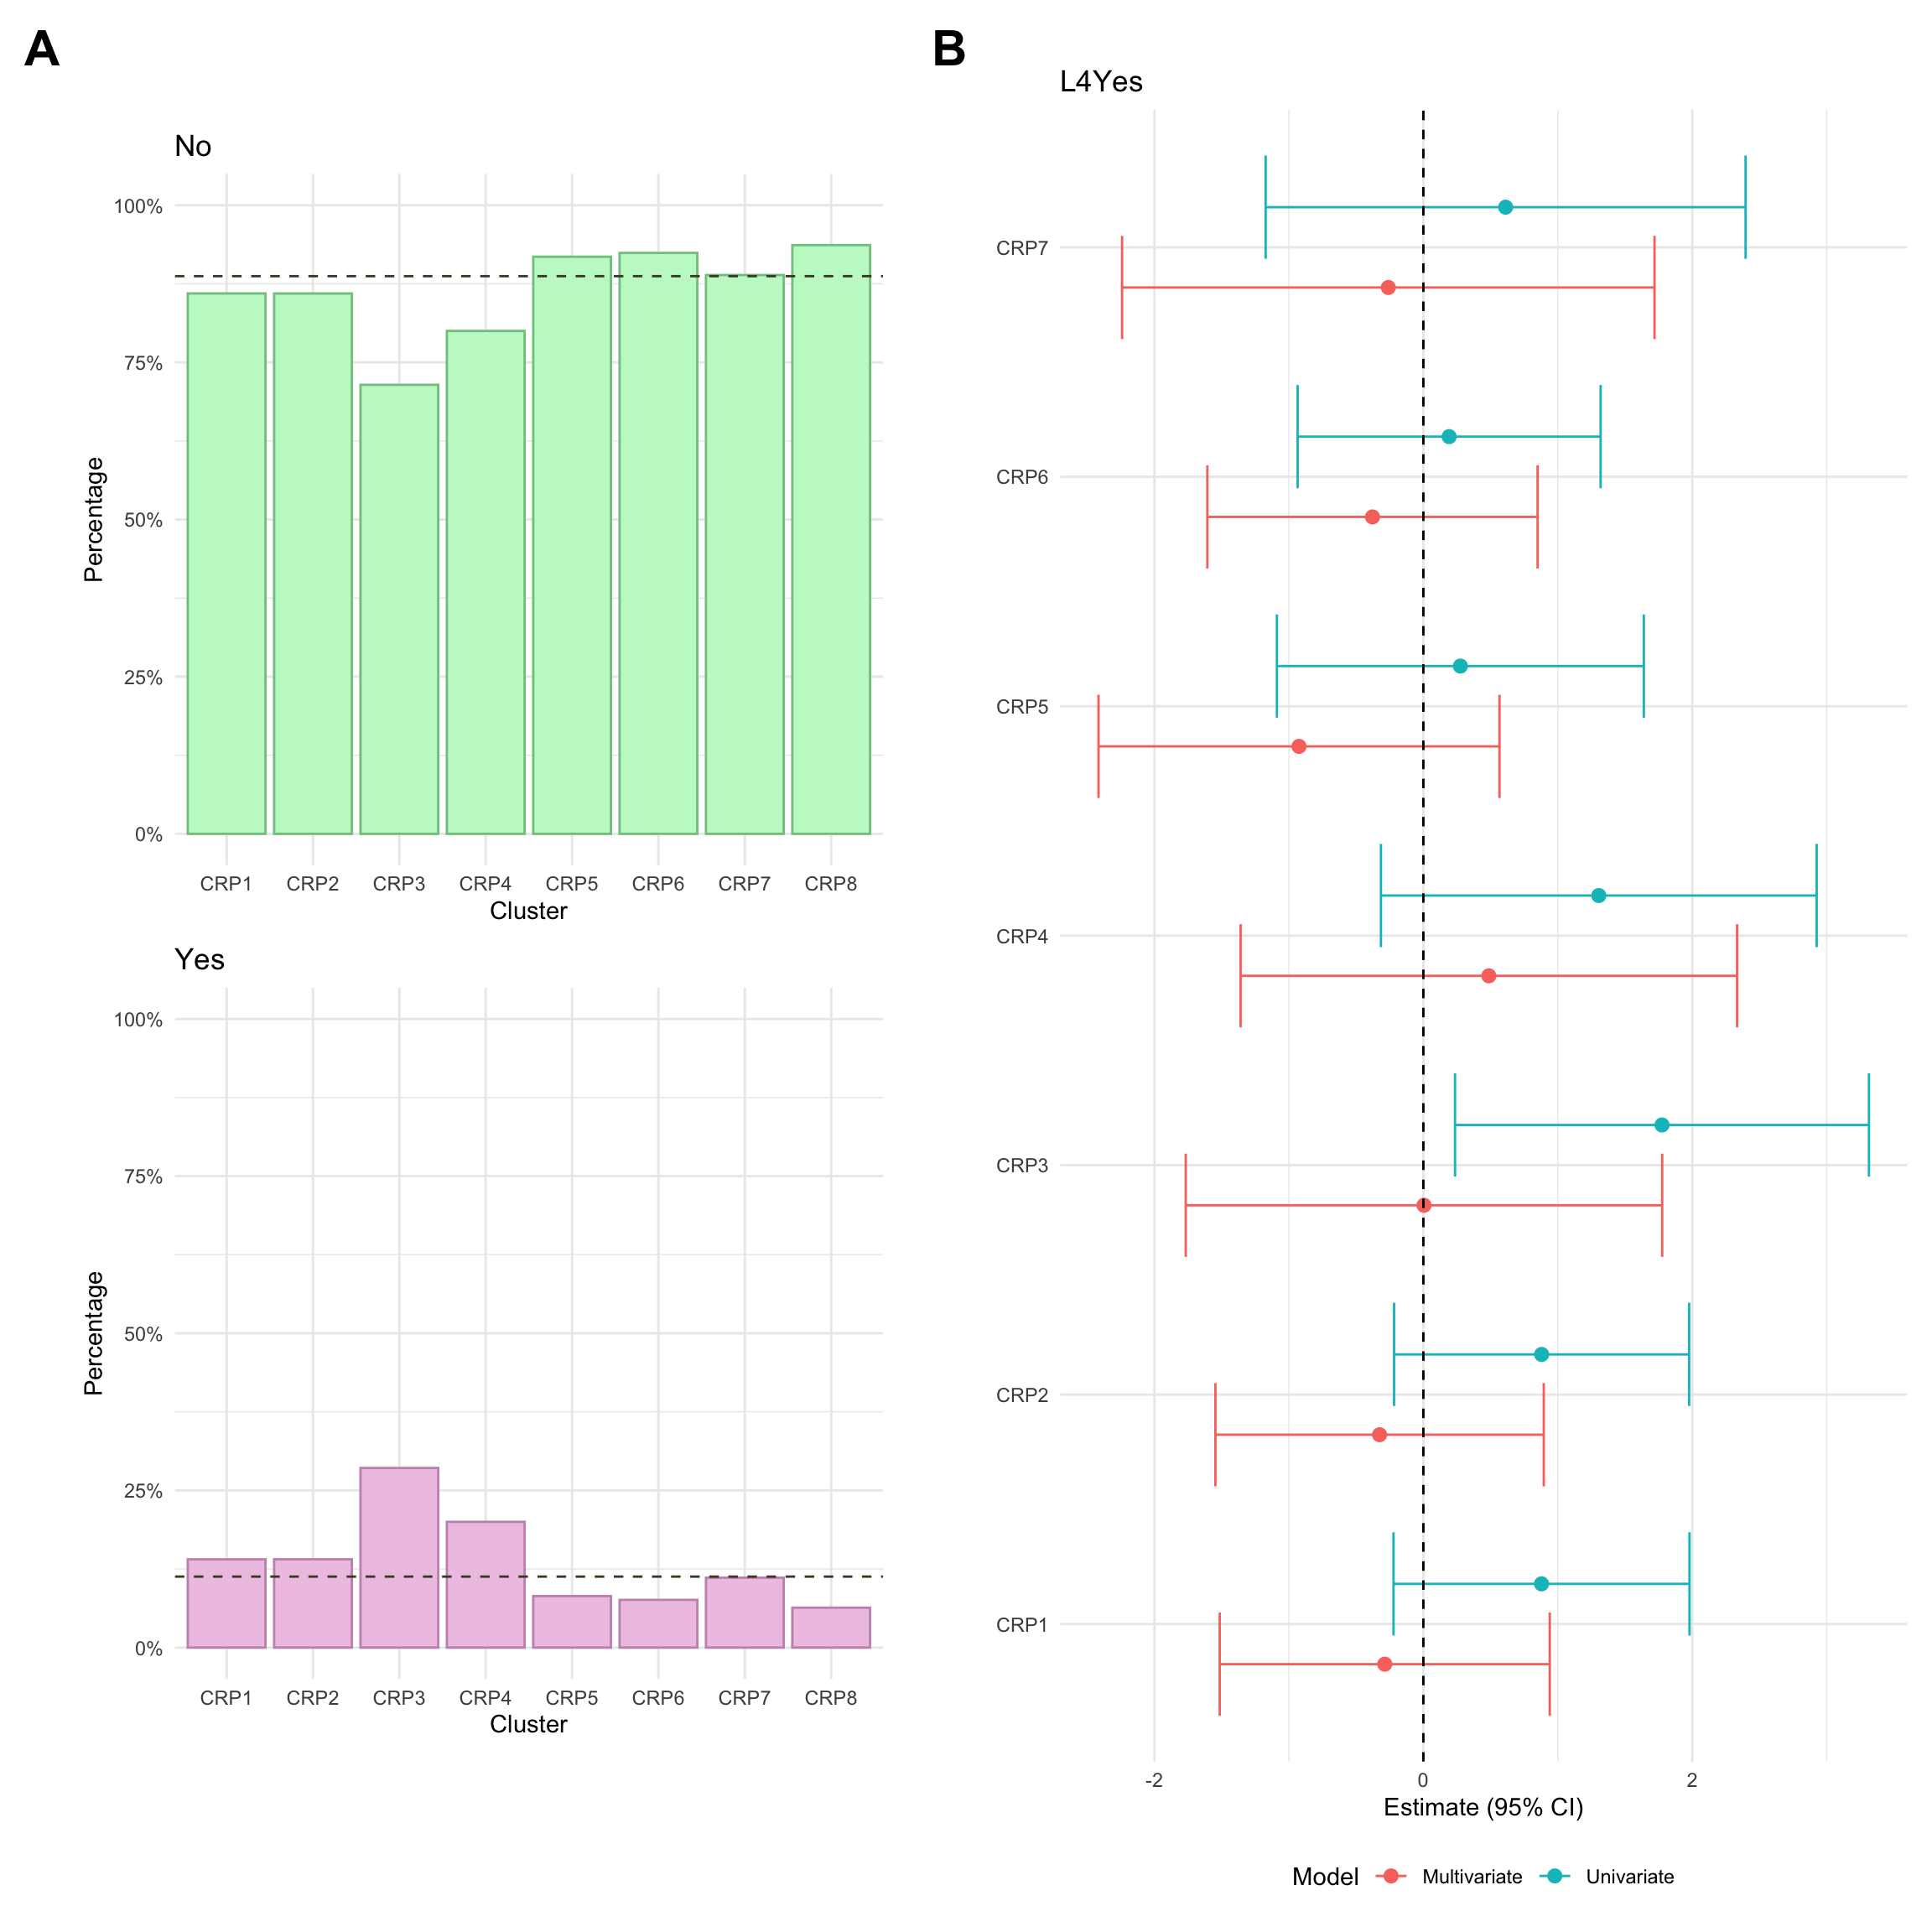 A
No
100%
75%
50%
25%
0%
Percentage
CRP1 CRP2 CRP3 CRP4 CRP5 CRP6 CRP7 CRP8
Cluster
Yes
100%
75%
50%
25%
0%
Percentage
CRP1 CRP2 CRP3 CRP4 CRP5 CRP6 CRP7 CRP8
Cluster
B
L4Yes
CRP7
CRP6
CRP5
CRP4
CRP3
CRP2
CRP1
-2 0 2
Estimate (95% CI)
Model Multivariate Univariate